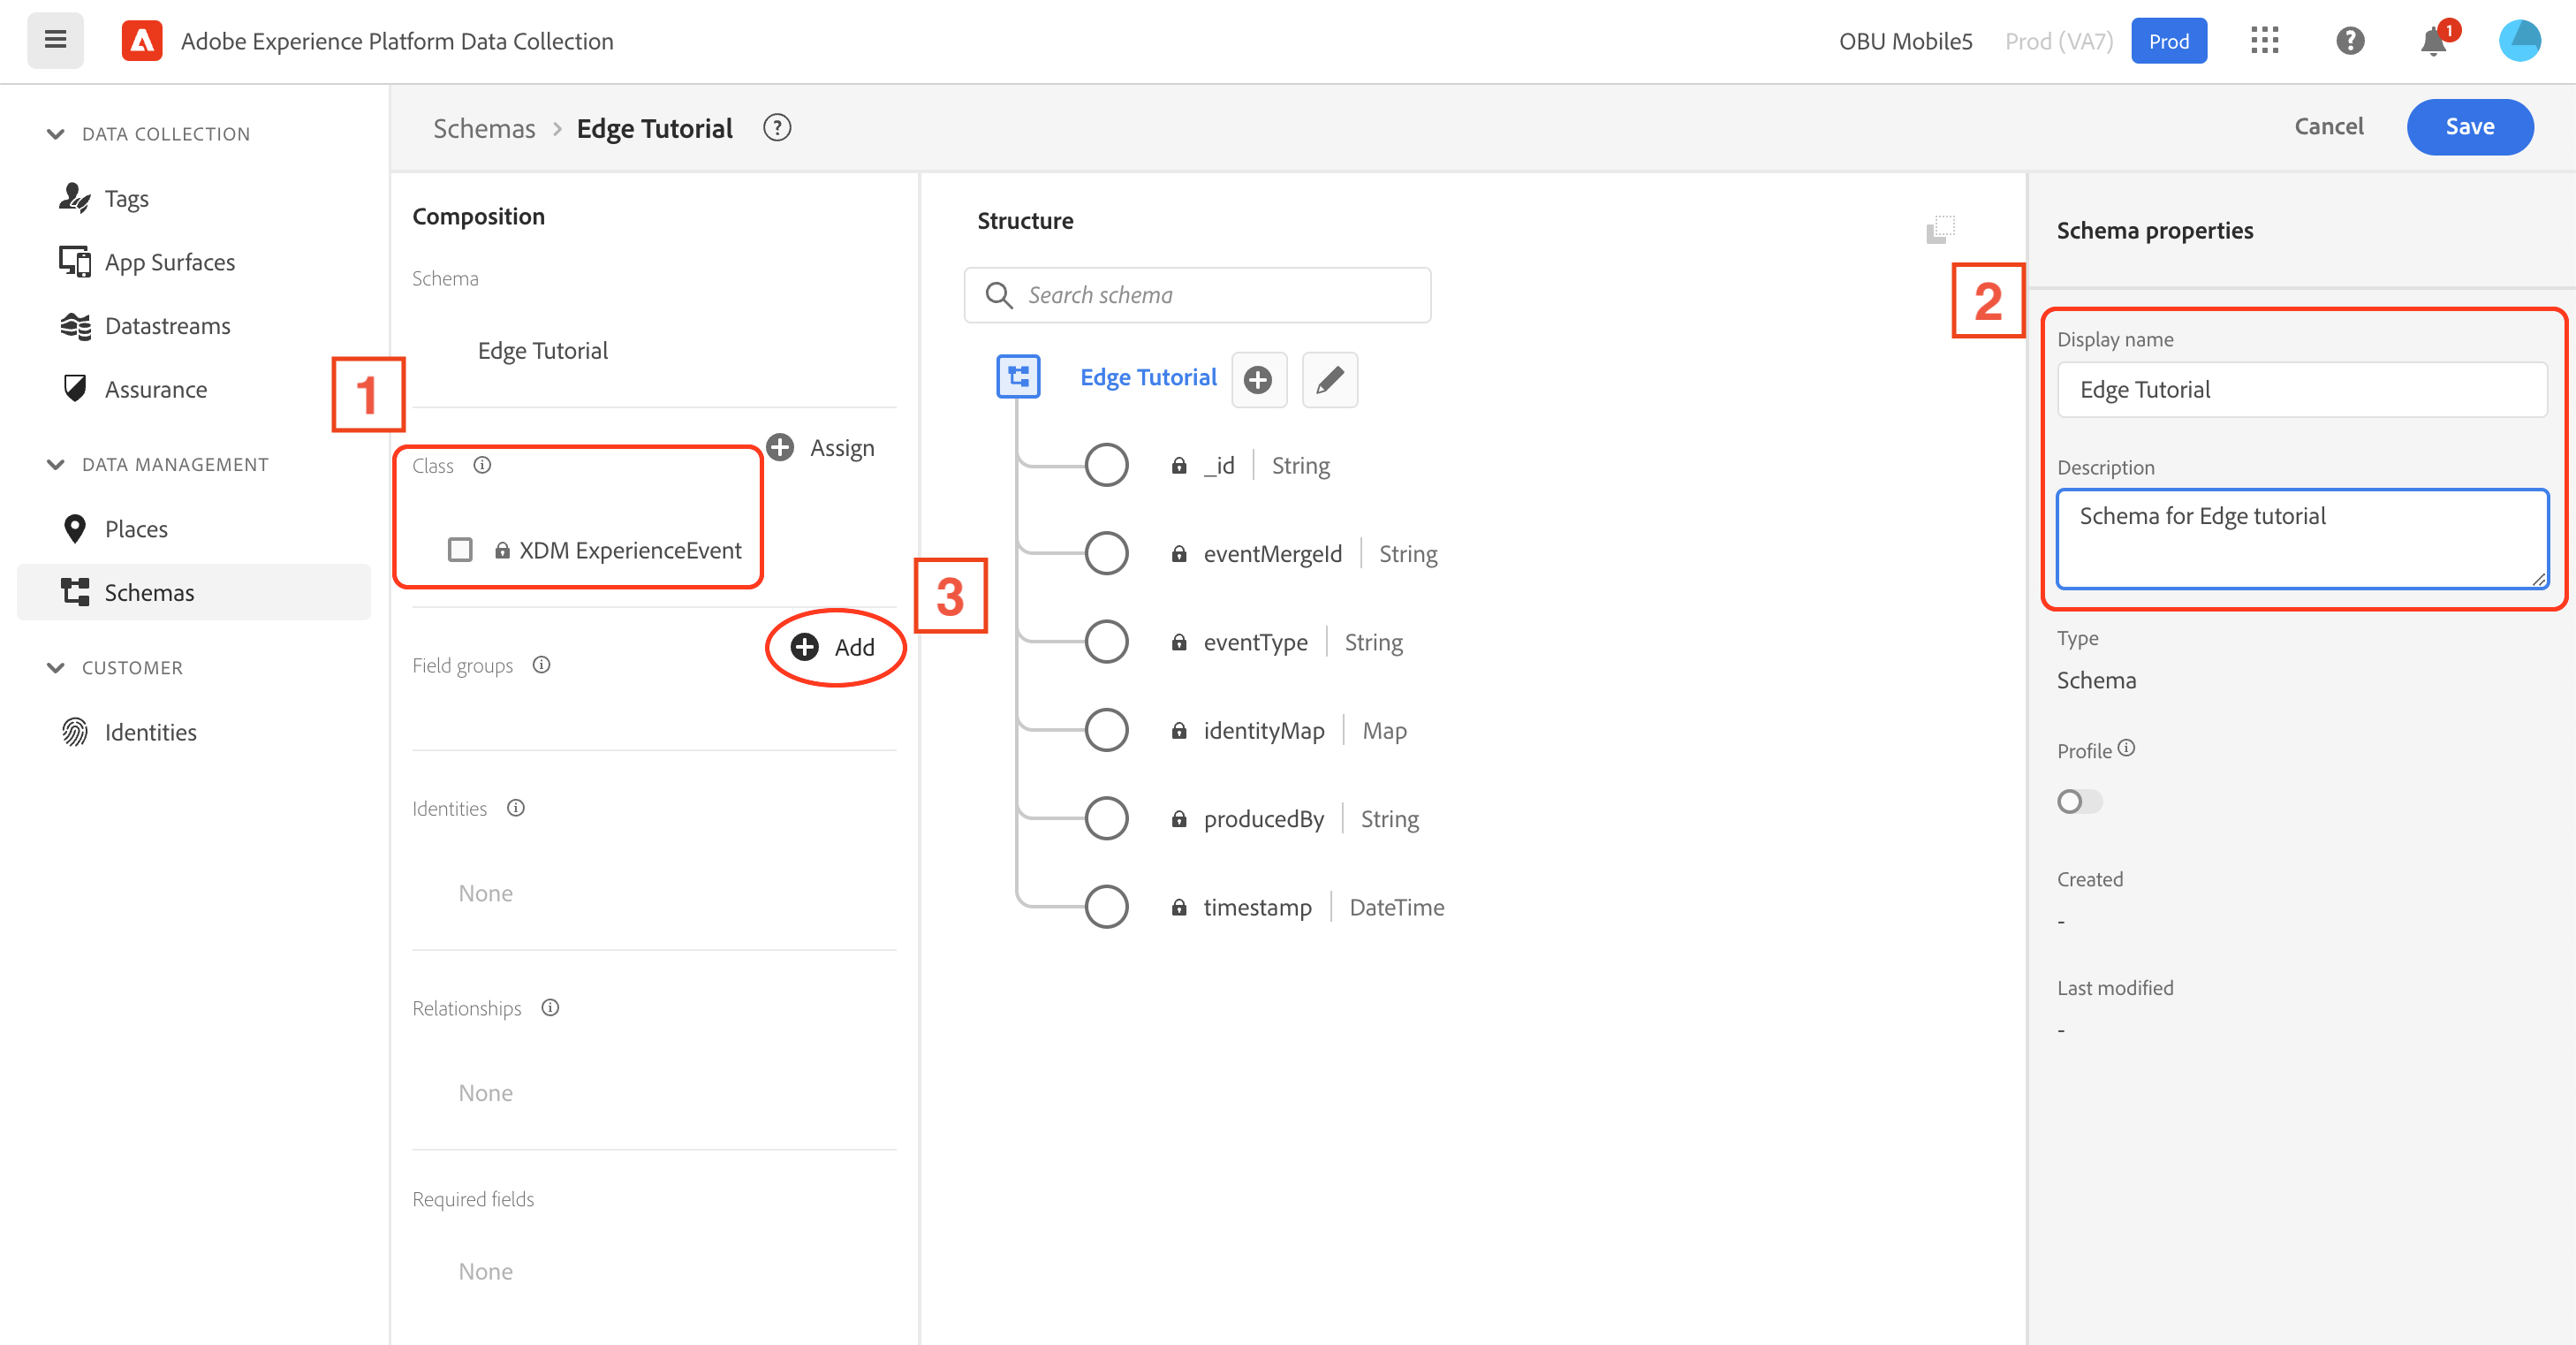 Adobe Experience Platform Data Collection
OBU Mobile5
Prod (VA7)
Prod
1
DATA COLLECTION
Tags
App Surfaces
Datastreams
Assurance
DATA MANAGEMENT
Places
Schemas
CUSTOMER
Identities
Schemas > Edge Tutorial
Cancel
Save
Composition
Schema
Edge Tutorial
1
Class
Assign
XDM ExperienceEvent
3
Field groups
Add
Identities
None
Relationships
None
Required fields
None
Structure
Search schema
Edge Tutorial
_id | String
eventMergeId | String
eventType | String
identityMap | Map
producedBy | String
timestamp | DateTime
2
Schema properties
Display name
Edge Tutorial
Description
Schema for Edge tutorial
Type
Schema
Profile
Created
-
Last modified
-